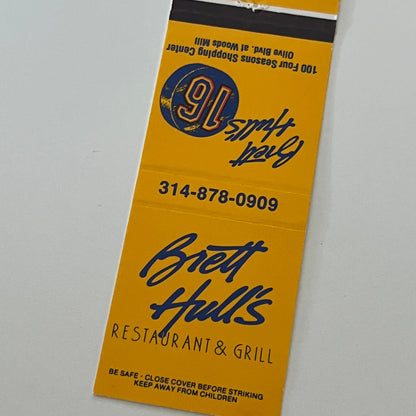 100 Four Seasons Shopping Center
Olive Blvd. at Woods Mill
16
Brett
Hull's
314-878-0909
Brett
Hull's
RESTAURANT & GRILL
BE SAFE - CLOSE COVER BEFORE STRIKING
KEEP AWAY FROM CHILDREN